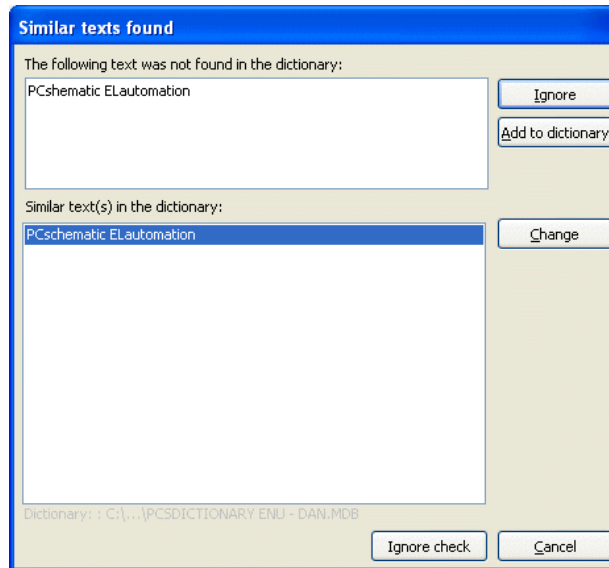 Similar texts found
The following text was not found in the dictionary:
PCshematic ELautomation
Ignore
Add to dictionary
Similar text(s) in the dictionary:
PCschematic ELautomation
Change
Dictionary: : C:\...\PCSDICTIONARY ENU - DAN.MDB
Ignore check
Cancel